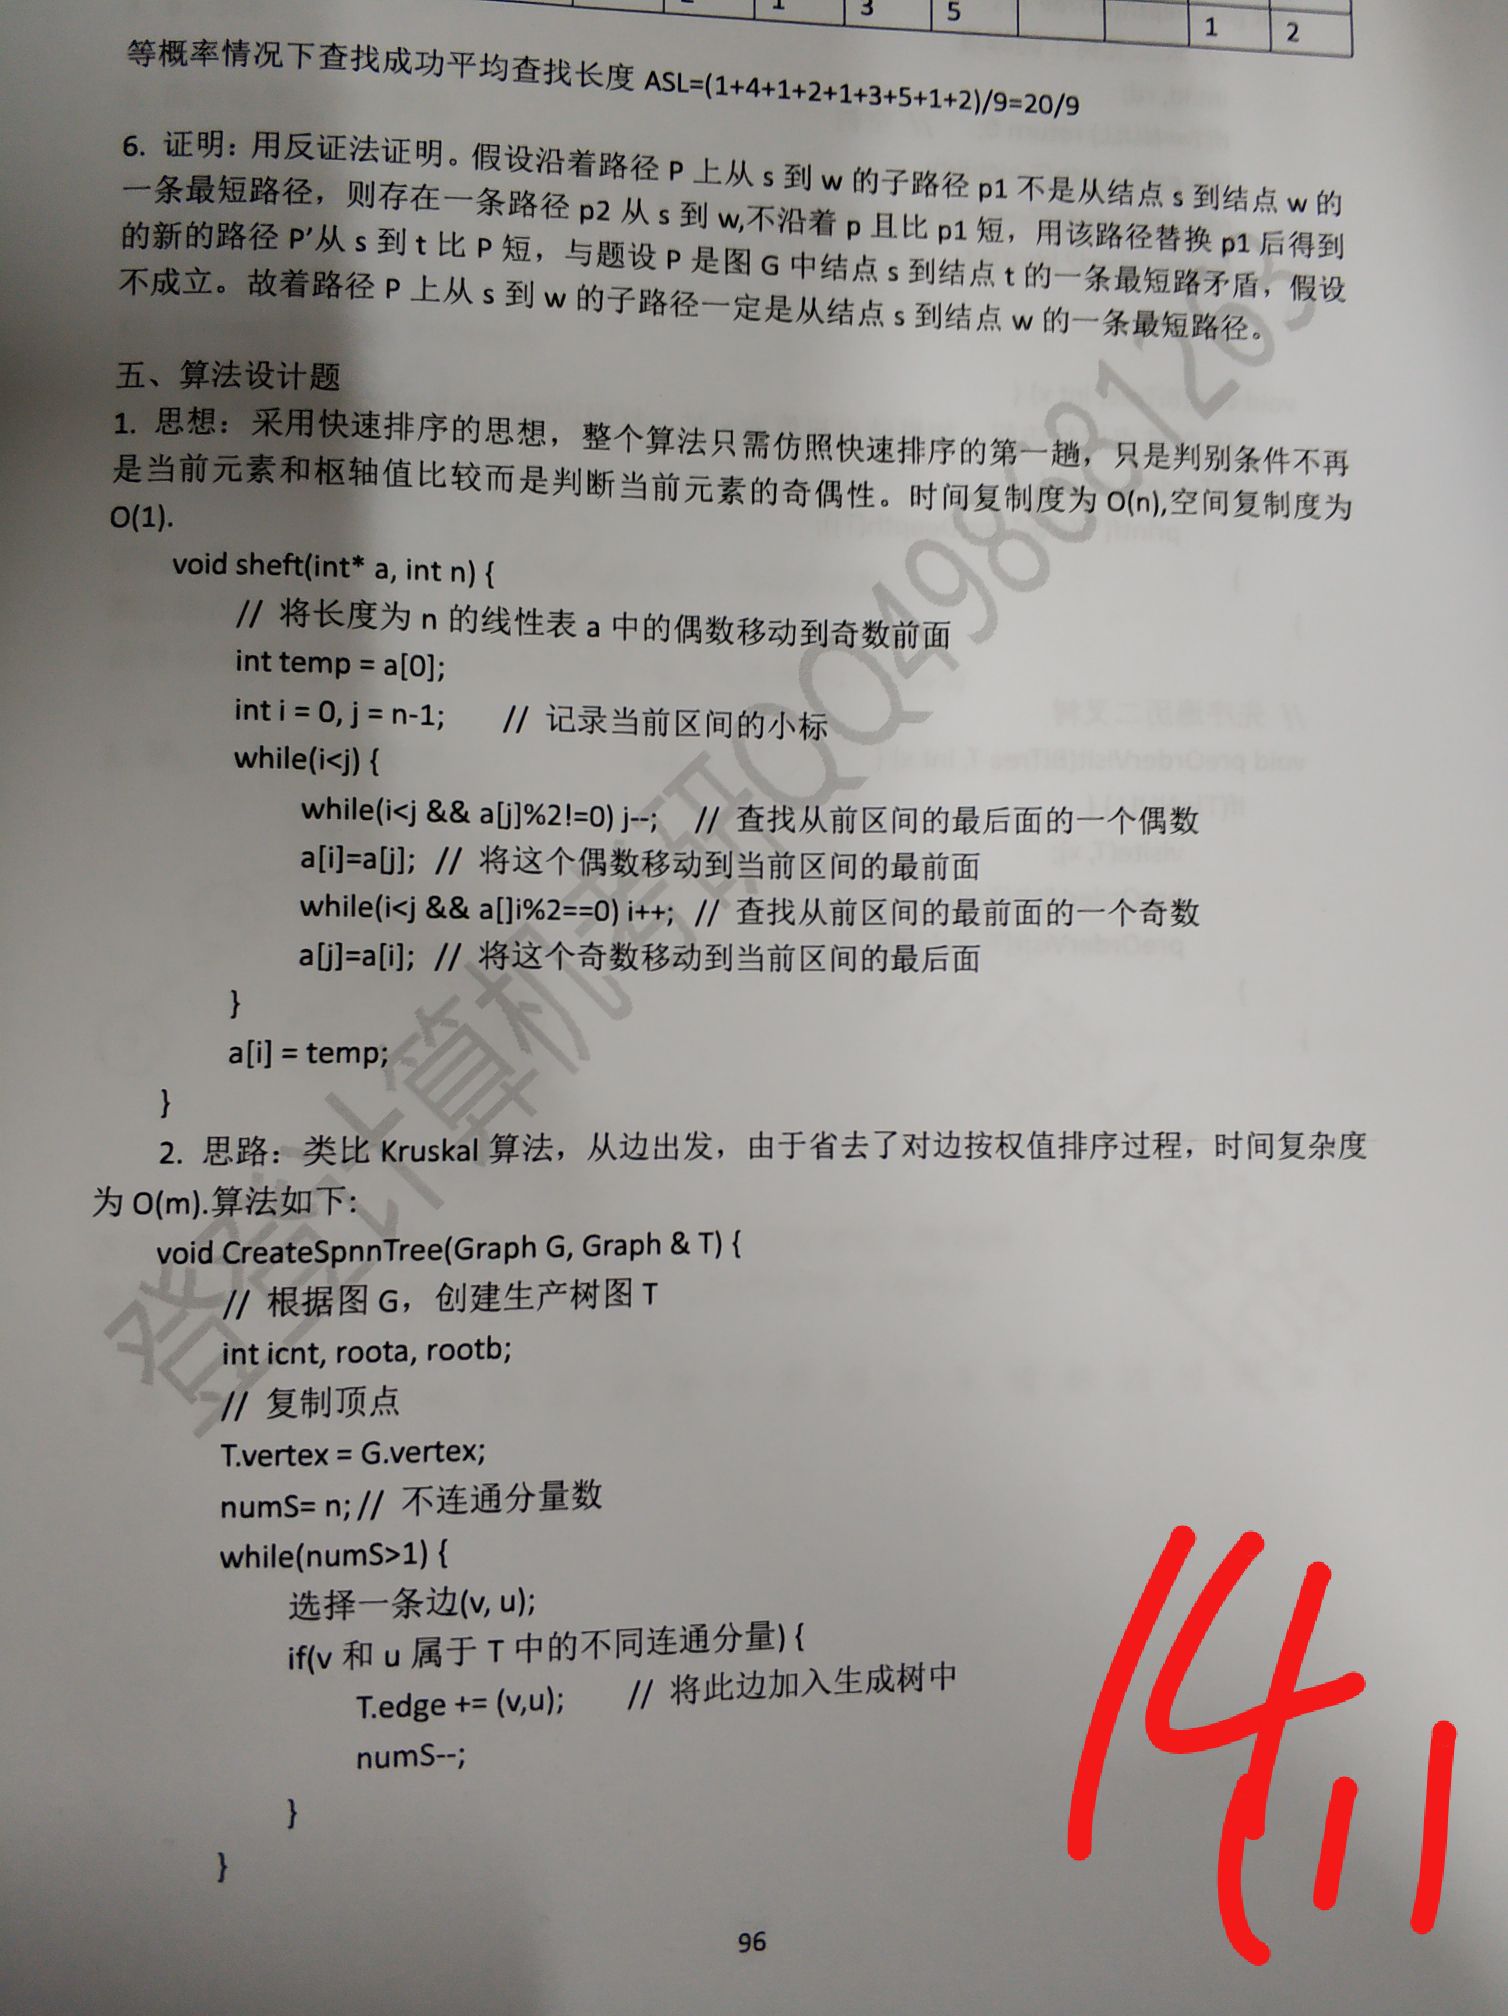 1 3 5 1 2
等概率情况下查找成功平均查找长度 ASL=(1+4+1+2+1+3+5+1+2)/9=20/9
6. 证明：用反证法证明。假设沿着路径 P 上从 s 到 w 的子路径 p1 不是从结点 s 到结点 w 的
一条最短路径，则存在一条路径 p2 从 s 到 w,不沿着 p 且比 p1 短，用该路径替换 p1 后得到
的新的路径 P’从 s 到 t 比 P 短，与题设 P 是图 G 中结点 s 到结点 t 的一条最短路矛盾，假设
不成立。故着路径 P 上从 s 到 w 的子路径一定是从结点 s 到结点 w 的一条最短路径。
五、算法设计题
1. 思想：采用快速排序的思想，整个算法只需仿照快速排序的第一趟，只是判别条件不再
是当前元素和枢轴值比较而是判断当前元素的奇偶性。时间复制度为 O(n),空间复制度为
O(1).
void sheft(int* a, int n) {
// 将长度为 n 的线性表 a 中的偶数移动到奇数前面
int temp = a[0];
int i = 0, j = n-1; // 记录当前区间的小标
while(i<j) {
while(i<j && a[j]%2!=0) j--; // 查找从前区间的最后面的一个偶数
a[i]=a[j]; // 将这个偶数移动到当前区间的最前面
while(i<j && a[]i%2==0) i++; // 查找从前区间的最前面的一个奇数
a[j]=a[i]; // 将这个奇数移动到当前区间的最后面
}
a[i] = temp;
}
2. 思路：类比 Kruskal 算法，从边出发，由于省去了对边按权值排序过程，时间复杂度
为 O(m).算法如下:
void CreateSpnnTree(Graph G, Graph & T) {
// 根据图 G，创建生产树图 T
int icnt, roota, rootb;
// 复制顶点
T.vertex = G.vertex;
numS= n; // 不连通分量数
while(numS>1) {
选择一条边(v, u);
if(v 和 u 属于 T 中的不同连通分量) {
T.edge += (v,u); // 将此边加入生成树中
numS--;
}
}
96
登登计算机考研QQ498681263